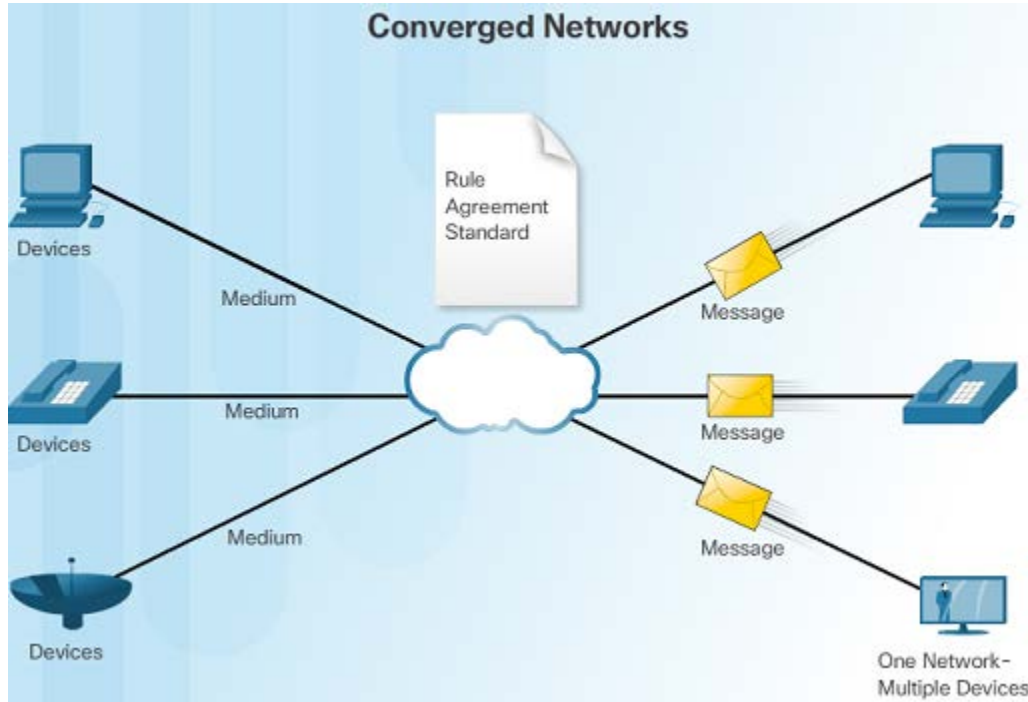 Converged Networks
Rule
Agreement
Standard
Devices
Medium
Message
Devices
Medium
Message
Devices
Medium
Message
One Network-
Multiple Devices